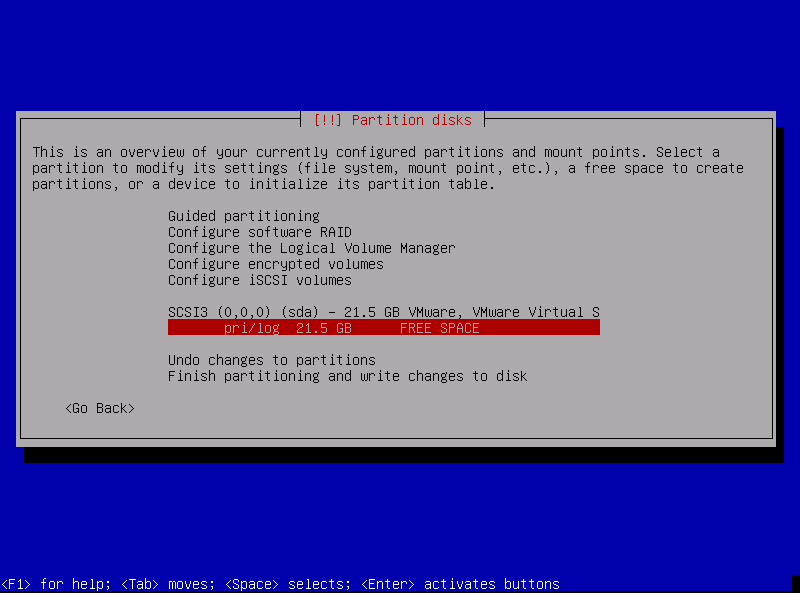 [!!] Partition disks
This is an overview of your currently configured partitions and mount points. Select a
partition to modify its settings (file system, mount point, etc.), a free space to create
partitions, or a device to initialize its partition table.
Guided partitioning
Configure software RAID
Configure the Logical Volume Manager
Configure encrypted volumes
Configure iSCSI volumes
SCSI3 (0,0,0) (sda) - 21.5 GB VMware, VMware Virtual S
pri/log 21.5 GB FREE SPACE
Undo changes to partitions
Finish partitioning and write changes to disk
<Go Back>
<F1> for help; <Tab> moves; <Space> selects; <Enter> activates buttons